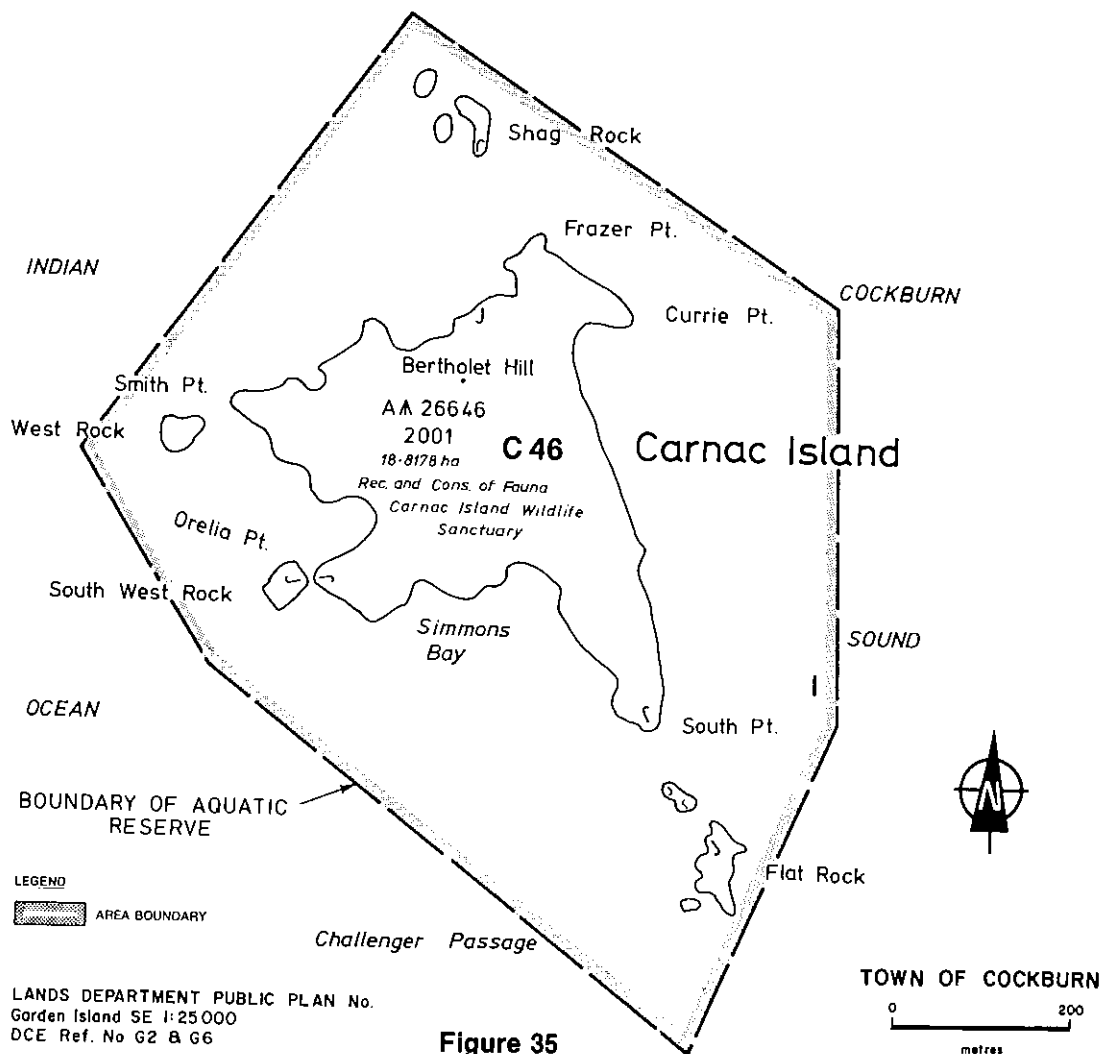 Shag Rock
Frazer Pt.
INDIAN
COCKBURN
Currie Pt.
Bertholet Hill
Smith Pt.
A 26646
West Rock
2001
C 46
Carnac Island
18·8178 ha
Rec. and Cons. of Fauna
Carnac Island Wildlife
Sanctuary
Orelia Pt.
South West Rock
Simmons
Bay
SOUND
OCEAN
South Pt.
BOUNDARY OF AQUATIC
RESERVE
N
Flat Rock
LEGEND
AREA BOUNDARY
Challenger Passage
TOWN OF COCKBURN
0 200
metres
LANDS DEPARTMENT PUBLIC PLAN No.
Garden Island SE 1:25000
DCE Ref. No G2 & G6
Figure 35